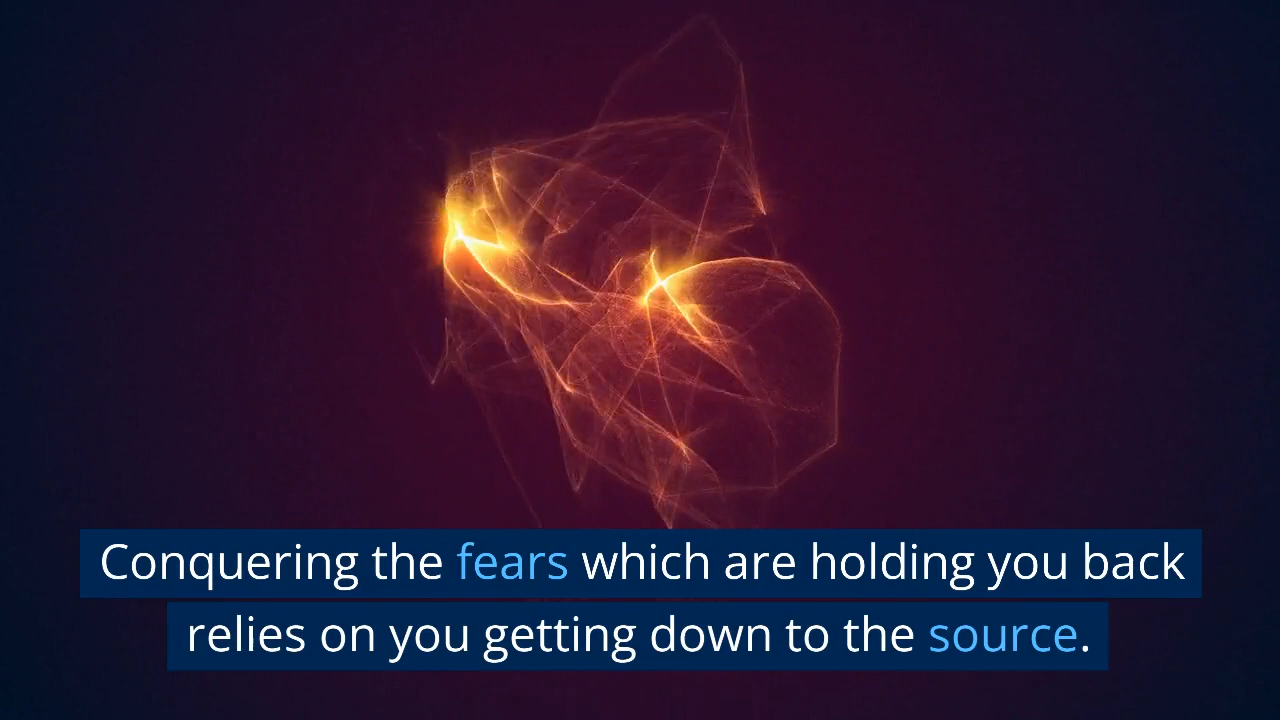 Conquering the fears which are holding you back
relies on you getting down to the source.